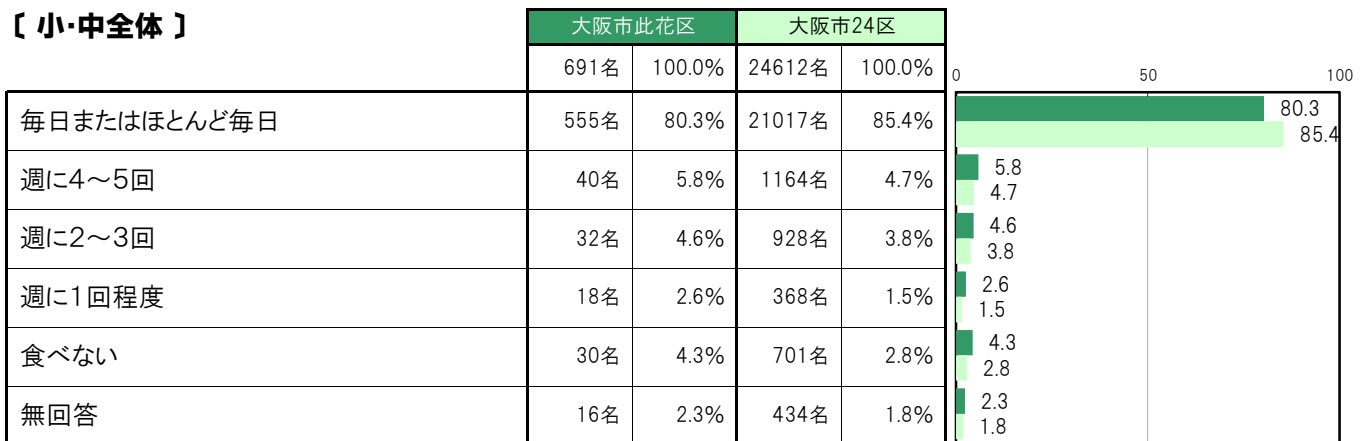 〔 小・中全体 〕
大阪市此花区 大阪市24区
691名 100.0% 24612名 100.0%
0 50 100
毎日またはほとんど毎日 555名 80.3% 21017名 85.4%
80.3
85.4
週に4～5回 40名 5.8% 1164名 4.7%
5.8
4.7
週に2～3回 32名 4.6% 928名 3.8%
4.6
3.8
週に1回程度 18名 2.6% 368名 1.5%
2.6
1.5
食べない 30名 4.3% 701名 2.8%
4.3
2.8
無回答 16名 2.3% 434名 1.8%
2.3
1.8